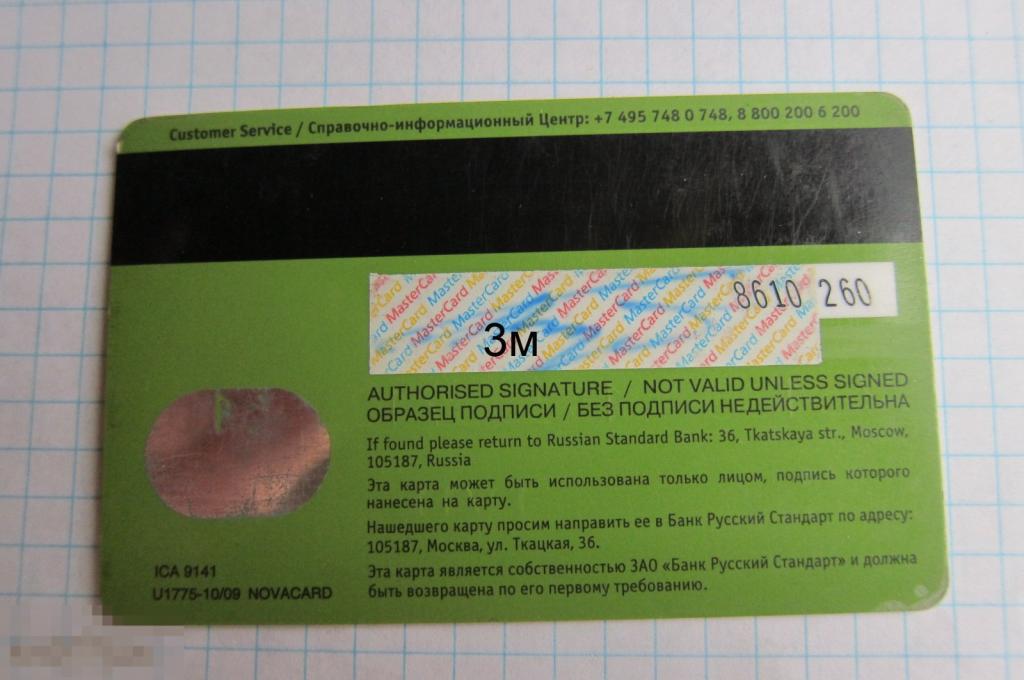 Customer Service / Справочно-информационный Центр: +7 495 748 0 748, 8 800 200 6 200
MasterCard MasterCard MasterCard
8610 260
3м
AUTHORISED SIGNATURE / NOT VALID UNLESS SIGNED
ОБРАЗЕЦ ПОДПИСИ / БЕЗ ПОДПИСИ НЕДЕЙСТВИТЕЛЬНА
If found please return to Russian Standard Bank: 36, Tkatskaya str., Moscow,
105187, Russia
Эта карта может быть использована только лицом, подпись которого
нанесена на карту.
Нашедшего карту просим направить ее в Банк Русский Стандарт по адресу:
105187, Москва, ул. Ткацкая, 36.
Эта карта является собственностью ЗАО «Банк Русский Стандарт» и должна
быть возвращена по его первому требованию.
ICA 9141
U1775-10/09 NOVACARD